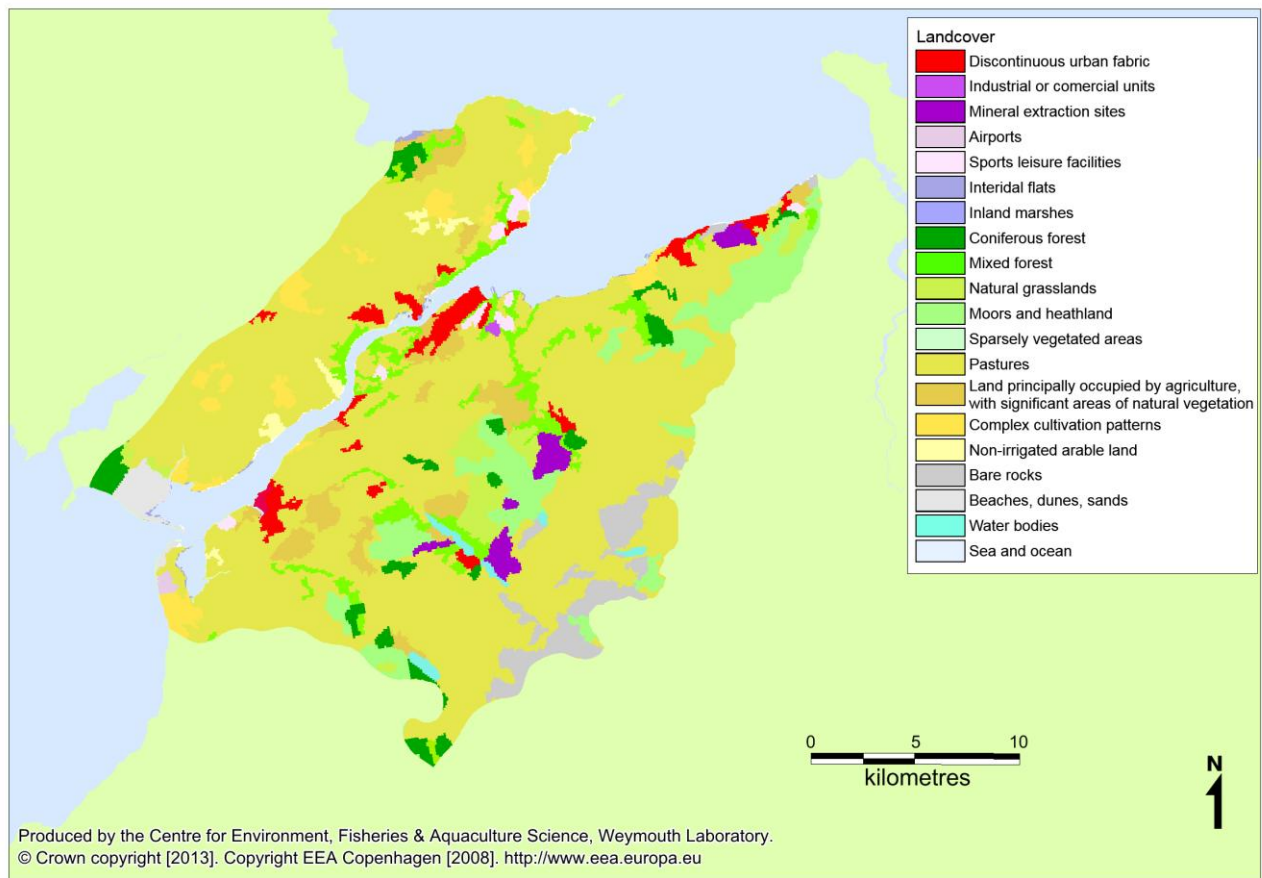 Landcover
Discontinuous urban fabric
Industrial or comercial units
Mineral extraction sites
Airports
Sports leisure facilities
Interidal flats
Inland marshes
Coniferous forest
Mixed forest
Natural grasslands
Moors and heathland
Sparsely vegetated areas
Pastures
Land principally occupied by agriculture,
with significant areas of natural vegetation
Complex cultivation patterns
Non-irrigated arable land
Bare rocks
Beaches, dunes, sands
Water bodies
Sea and ocean
0 5 10
kilometres
N
Produced by the Centre for Environment, Fisheries & Aquaculture Science, Weymouth Laboratory.
© Crown copyright [2013]. Copyright EEA Copenhagen [2008]. http://www.eea.europa.eu